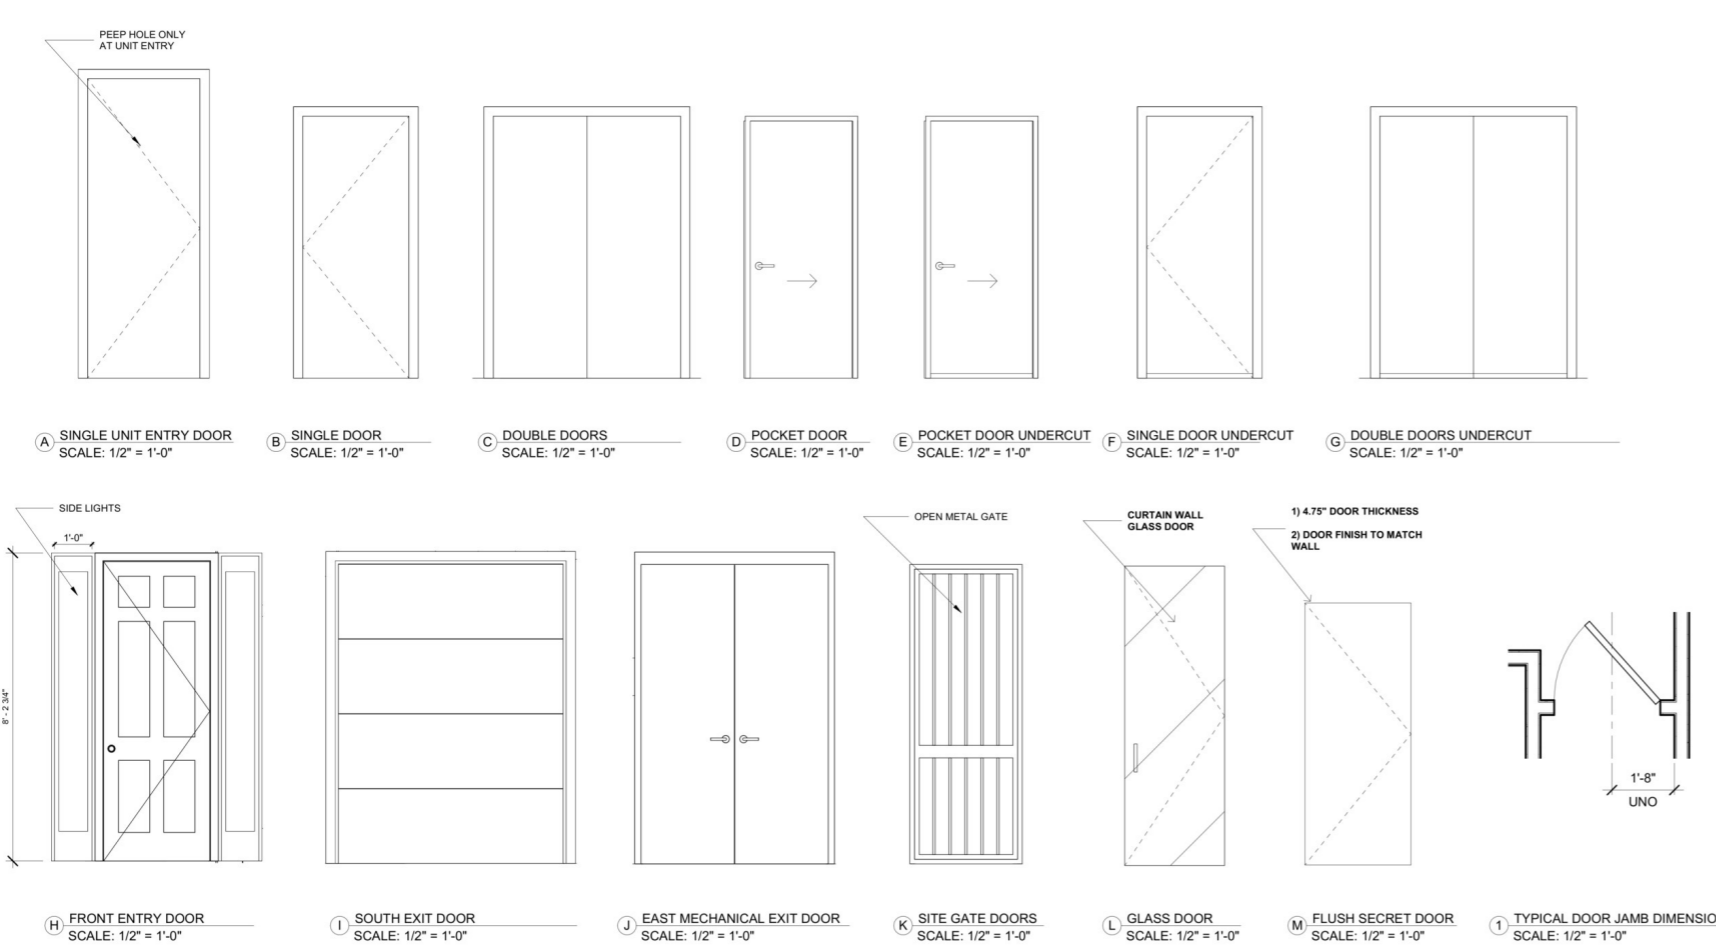 PEEP HOLE ONLY
AT UNIT ENTRY
A SINGLE UNIT ENTRY DOOR
SCALE: 1/2" = 1'-0"
B SINGLE DOOR
SCALE: 1/2" = 1'-0"
C DOUBLE DOORS
SCALE: 1/2" = 1'-0"
D POCKET DOOR
SCALE: 1/2" = 1'-0"
E POCKET DOOR UNDERCUT
SCALE: 1/2" = 1'-0"
F SINGLE DOOR UNDERCUT
SCALE: 1/2" = 1'-0"
G DOUBLE DOORS UNDERCUT
SCALE: 1/2" = 1'-0"
SIDE LIGHTS
1'-0"
8' - 2 3/4"
OPEN METAL GATE
CURTAIN WALL
GLASS DOOR
1) 4.75" DOOR THICKNESS
2) DOOR FINISH TO MATCH
WALL
1'-8"
UNO
H FRONT ENTRY DOOR
SCALE: 1/2" = 1'-0"
I SOUTH EXIT DOOR
SCALE: 1/2" = 1'-0"
J EAST MECHANICAL EXIT DOOR
SCALE: 1/2" = 1'-0"
K SITE GATE DOORS
SCALE: 1/2" = 1'-0"
L GLASS DOOR
SCALE: 1/2" = 1'-0"
M FLUSH SECRET DOOR
SCALE: 1/2" = 1'-0"
1 TYPICAL DOOR JAMB DIMENSIO
SCALE: 1/2" = 1'-0"